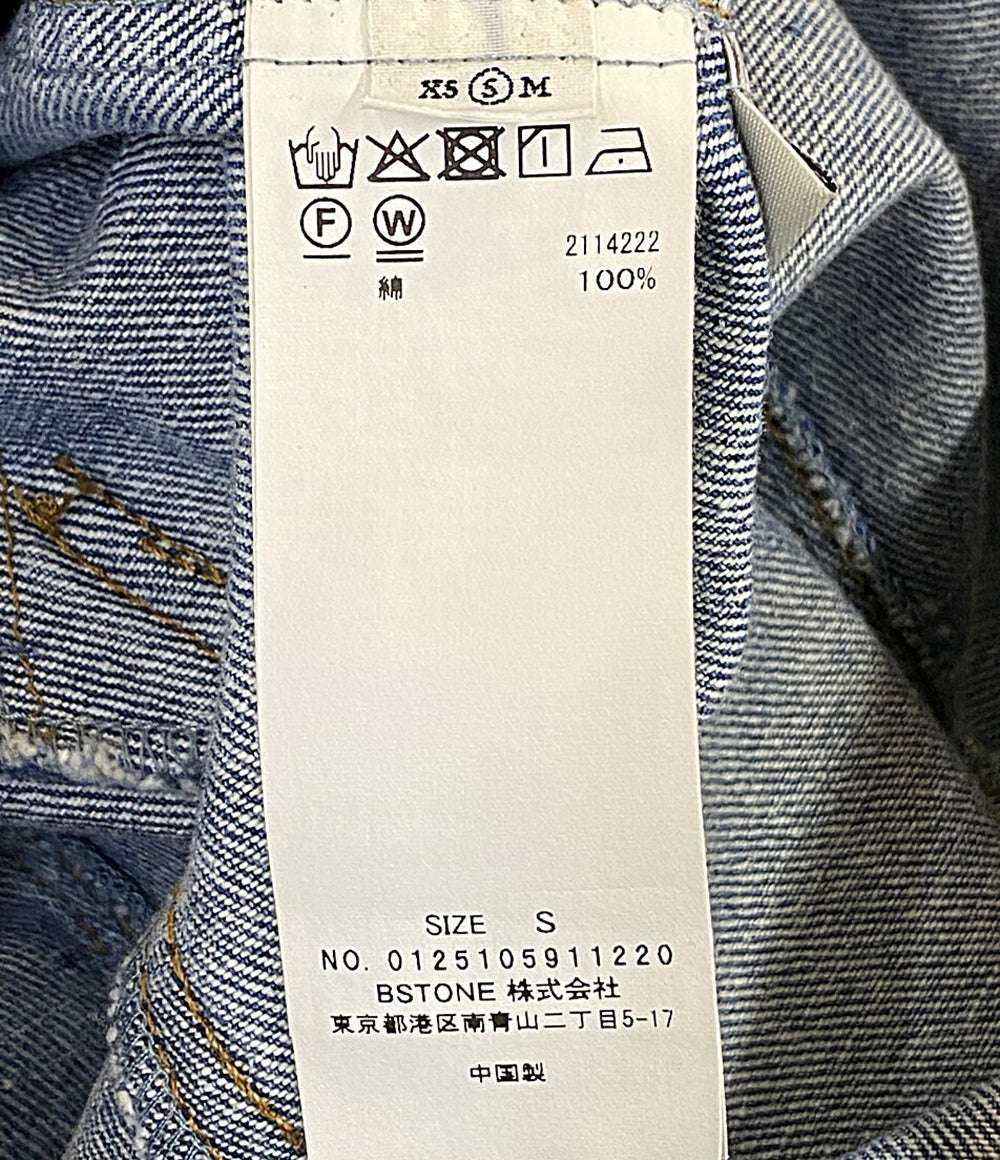 XS S M
F W
2114222
綿 100%
SIZE S
NO. 0125105911220
BSTONE 株式会社
東京都港区南青山二丁目5-17
中国製